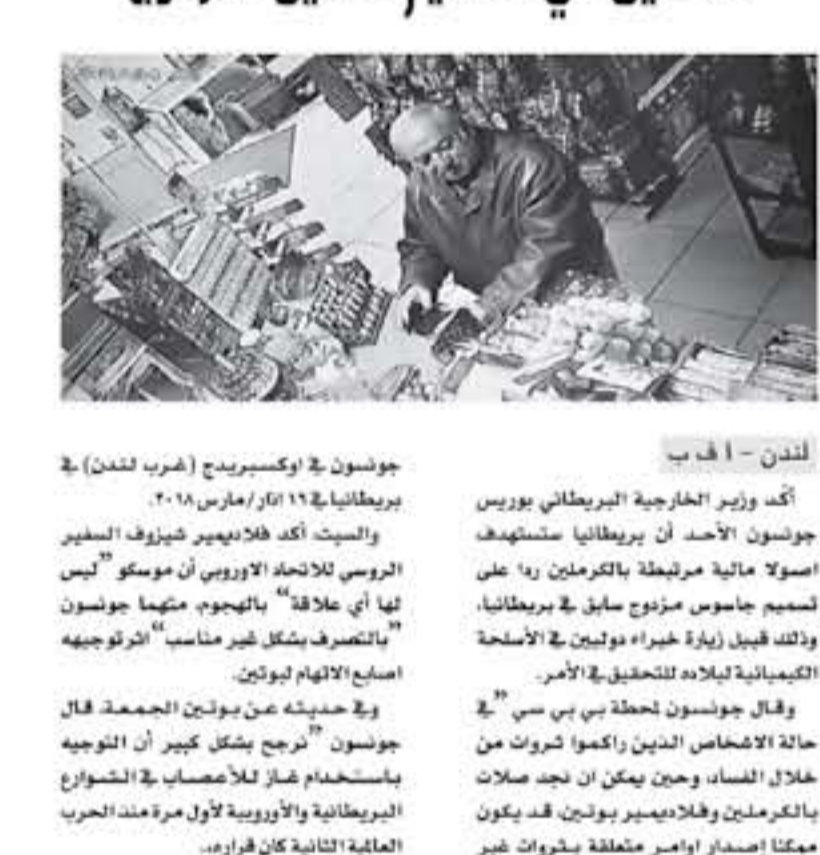 لندن - ا ف ب
أكّد وزير الخارجية البريطاني بوريس
جونسون الأحد أن بريطانيا ستستهدف
اصولا مالية مرتبطة بالكرملين ردا على
تسميم جاسوس مزدوج سابق في بريطانيا،
وذلك قبيل زيارة خبراء دوليين في الأسلحة
الكيميائية لبلاده للتحقيق في الأمر.
وقال جونسون لمحطة بي بي سي "في
حالة الاشخاص الذين راكموا ثروات من
خلال الفساد، وحين يمكن ان نجد صلات
بالكرملين وفلاديمير بوتين، قد يكون
ممكنا إصدار اوامر متعلقة بثروات غير
جونسون في اوكسبريدج (غرب لندن) في
بريطانيا في ١٦ اذار/مارس ٢٠١٨.
والسبت، أكد فلاديمير شيزوف السفير
الروسي للاتحاد الاوروبي أن موسكو "ليس
لها أي علاقة" بالهجوم، متهما جونسون
"بالتصرف بشكل غير مناسب" اثر توجيهه
اصابع الاتهام لبوتين.
وفي حديثه عن بوتين الجمعة، قال
جونسون "نرجح بشكل كبير أن التوجيه
باستخدام غاز للأعصاب في الشوارع
البريطانية والأوروبية لأول مرة منذ الحرب
العالمية الثانية كان قراره.